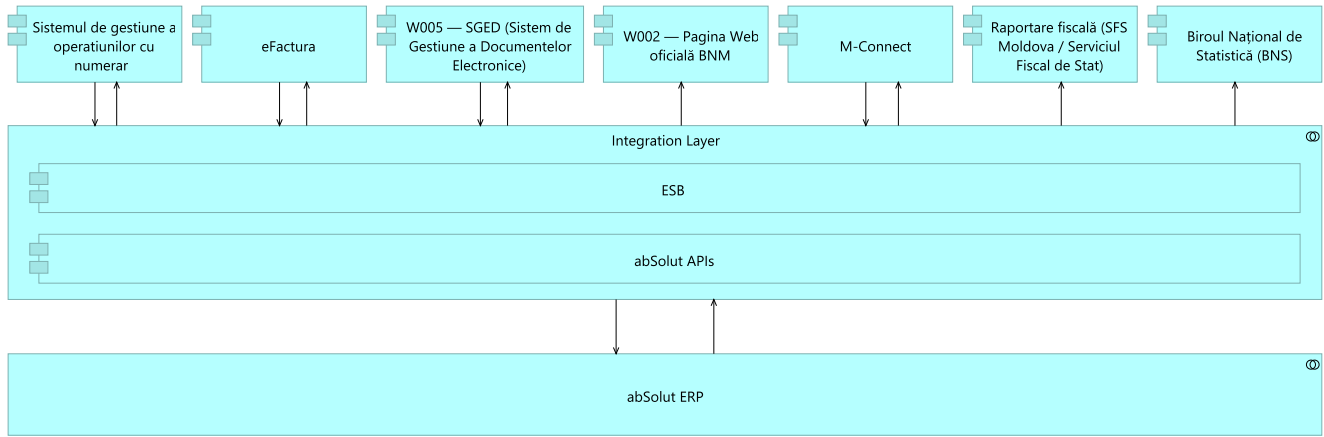 Sistemul de gestiune a
operatiunilor cu
numerar
eFactura
W005 — SGED (Sistem de
Gestiune a Documentelor
Electronice)
W002 — Pagina Web
oficială BNM
M-Connect
Raportare fiscală (SFS
Moldova / Serviciul
Fiscal de Stat)
Biroul Național de
Statistică (BNS)
Integration Layer
ESB
abSolut APIs
abSolut ERP